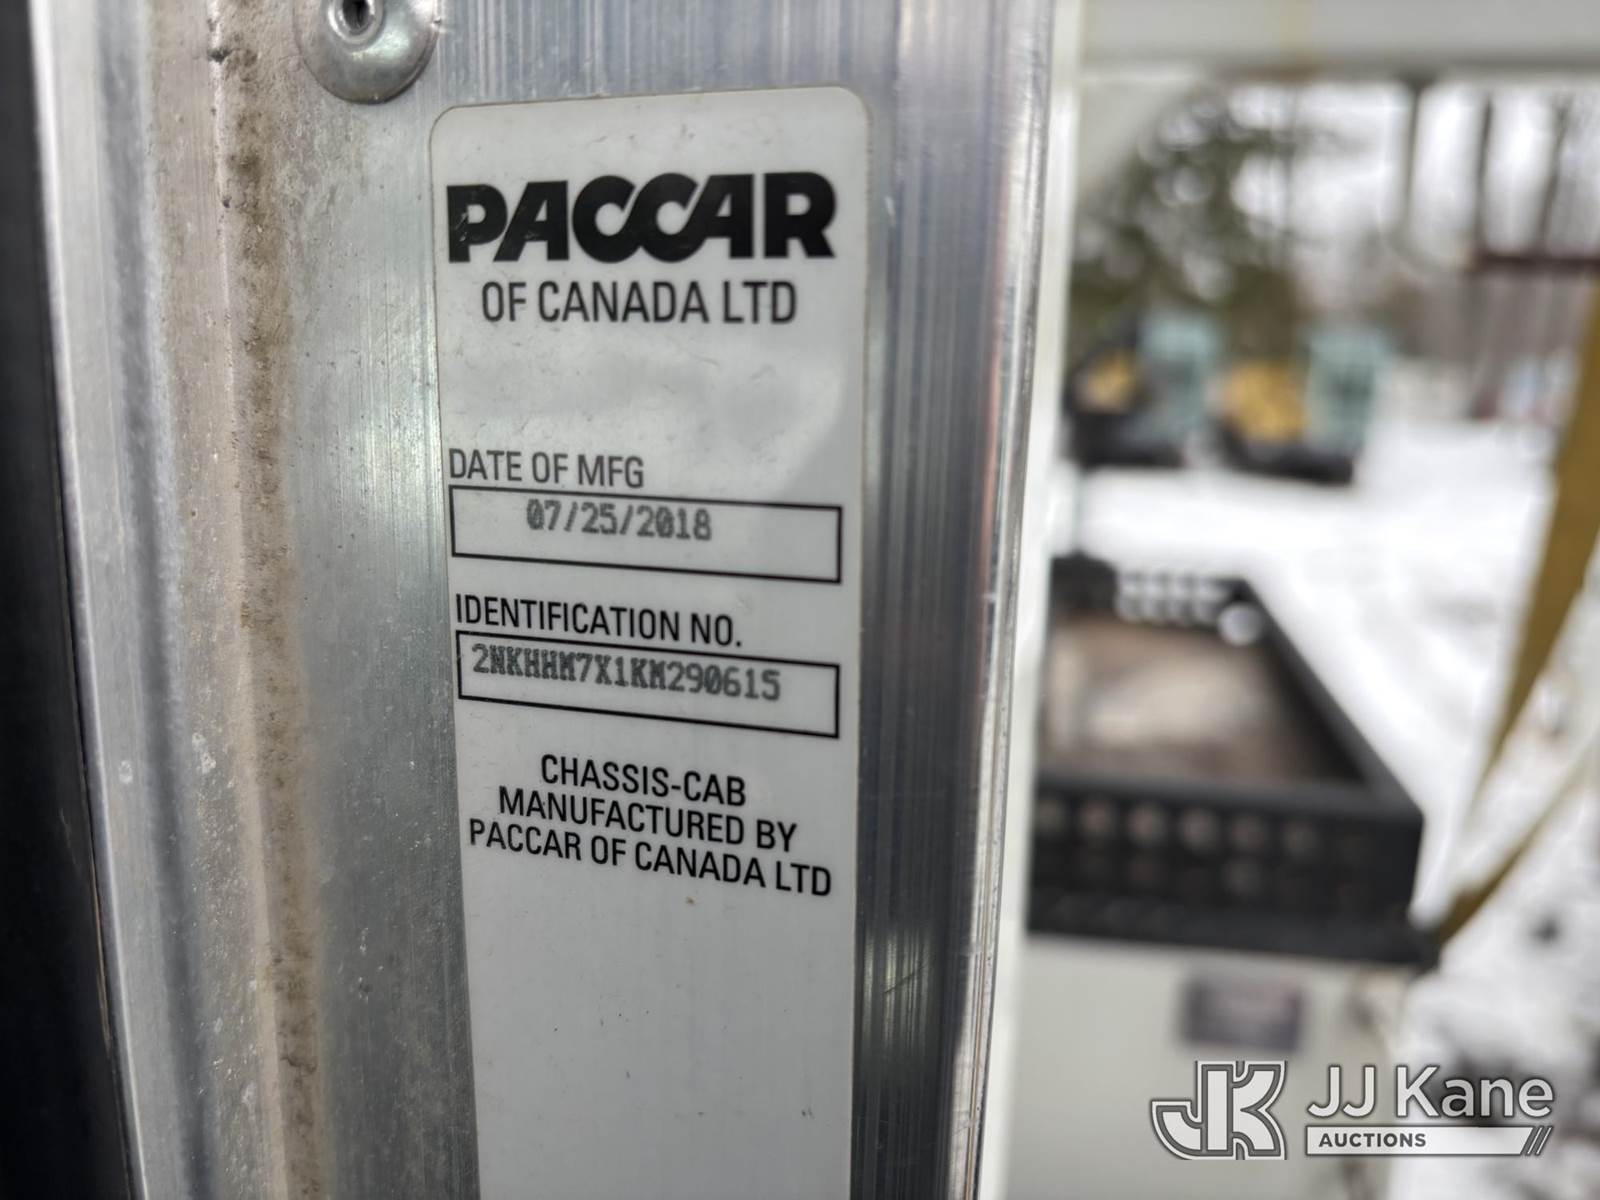 PACCAR
OF CANADA LTD
DATE OF MFG
07/25/2018
IDENTIFICATION NO.
2NKHHM7X1KM290615
CHASSIS-CAB
MANUFACTURED BY
PACCAR OF CANADA LTD
JK JJ Kane
AUCTIONS